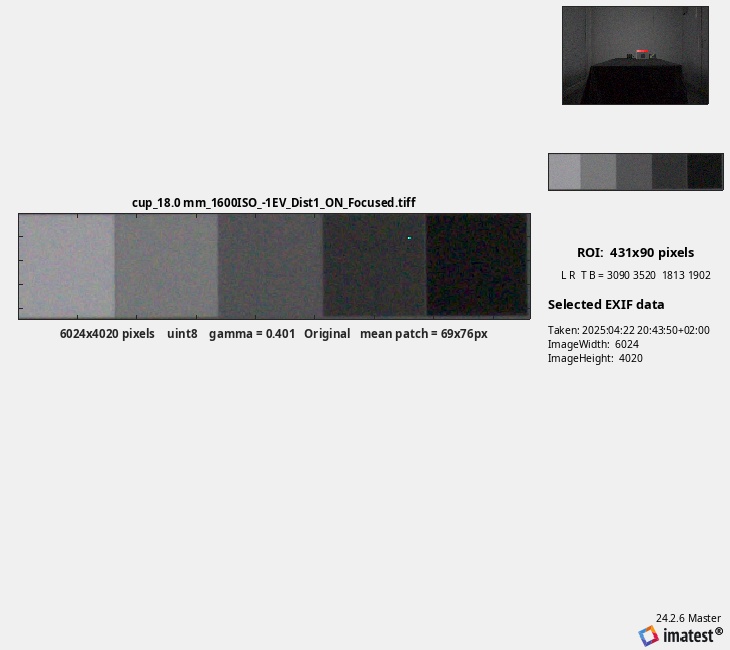 cup_18.0 mm_1600ISO_-1EV_Dist1_ON_Focused.tiff
6024x4020 pixels    uint8    gamma = 0.401   Original   mean patch = 69x76px
ROI:  431x90 pixels
L R  T B = 3090 3520  1813 1902
Selected EXIF data
Taken: 2025:04:22 20:43:50+02:00
ImageWidth:  6024
ImageHeight:  4020
24.2.6 Master
imatest®